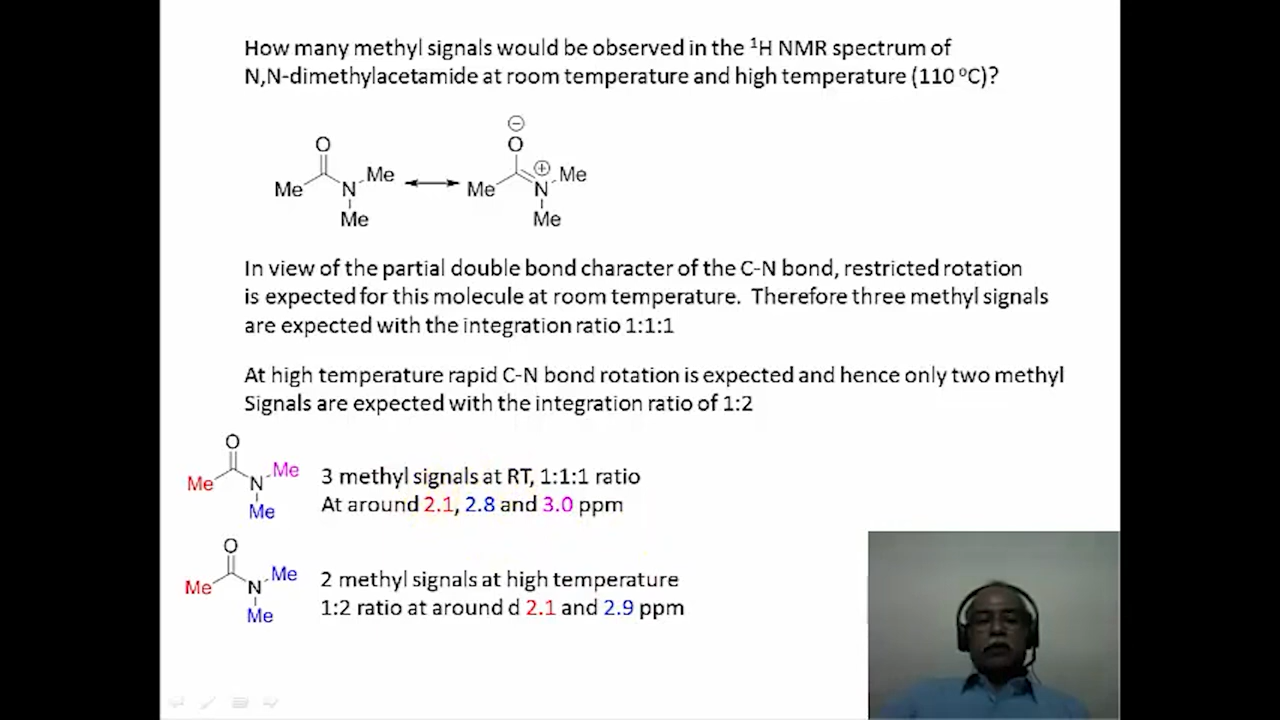 How many methyl signals would be observed in the ¹H NMR spectrum of
N,N-dimethylacetamide at room temperature and high temperature (110 ⁰C)?
⊖
O O
Me N Me Me N ⊕ Me
Me Me
In view of the partial double bond character of the C-N bond, restricted rotation
is expected for this molecule at room temperature. Therefore three methyl signals
are expected with the integration ratio 1:1:1
At high temperature rapid C-N bond rotation is expected and hence only two methyl
Signals are expected with the integration ratio of 1:2
O
Me N Me
Me
3 methyl signals at RT, 1:1:1 ratio
At around 2.1, 2.8 and 3.0 ppm
O
Me N Me
Me
2 methyl signals at high temperature
1:2 ratio at around d 2.1 and 2.9 ppm